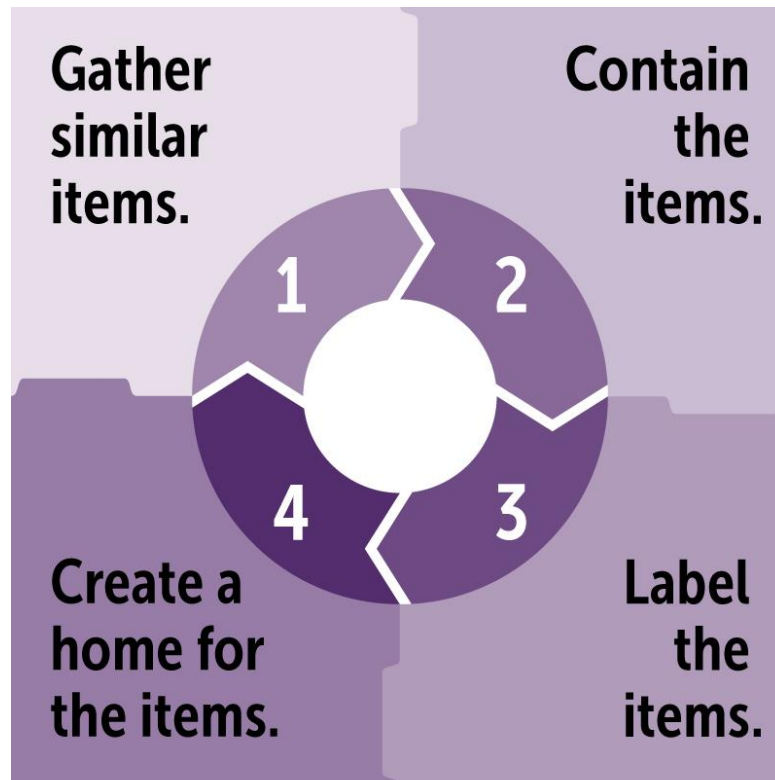 Gather
similar
items.
1
Contain
the
items.
2
3
Label
the
items.
4
Create a
home for
the items.